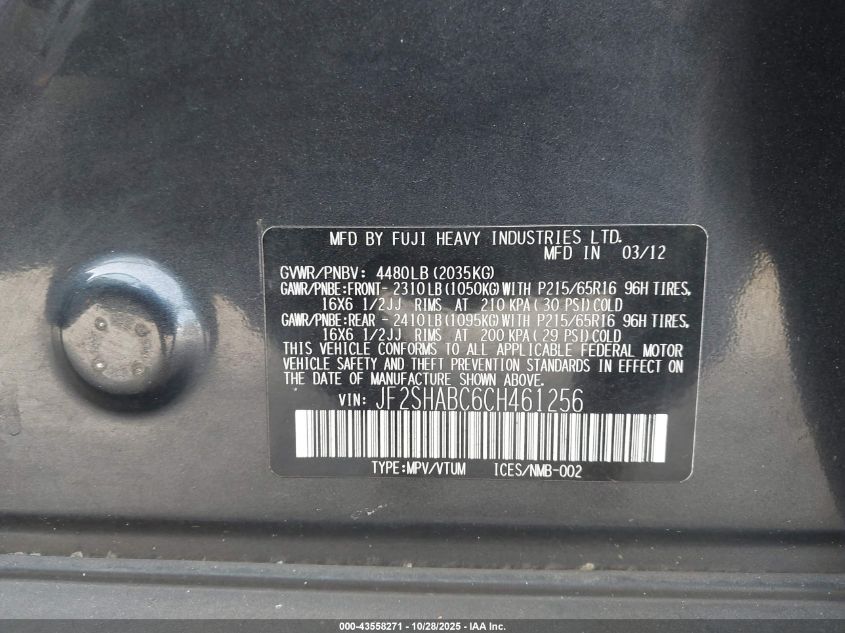 MFD BY FUJI HEAVY INDUSTRIES LTD.
MFD IN 03/12
GVWR/PNBV: 4480LB(2035KG)
GAWR/PNBE:FRONT-2310LB(1050KG)WITH P215/65R16 96H TIRES,
16X6 1/2JJ RIMS AT 210KPA(30 PSI)COLD
GAWR/PNBE:REAR -2410LB(1095KG)WITH P215/65R16 96H TIRES,
16X6 1/2JJ RIMS AT 200KPA(29 PSI)COLD
THIS VEHICLE CONFORMS TO ALL APPLICABLE FEDERAL MOTOR
VEHICLE SAFETY AND THEFT PREVENTION STANDARDS IN EFFECT ON
THE DATE OF MANUFACTURE SHOWN ABOVE.
VIN: JF2SHABC6CH461256
TYPE:MPV/VTUM ICES/NMB-002
000-43558271 - 10/28/2025 - IAA Inc.